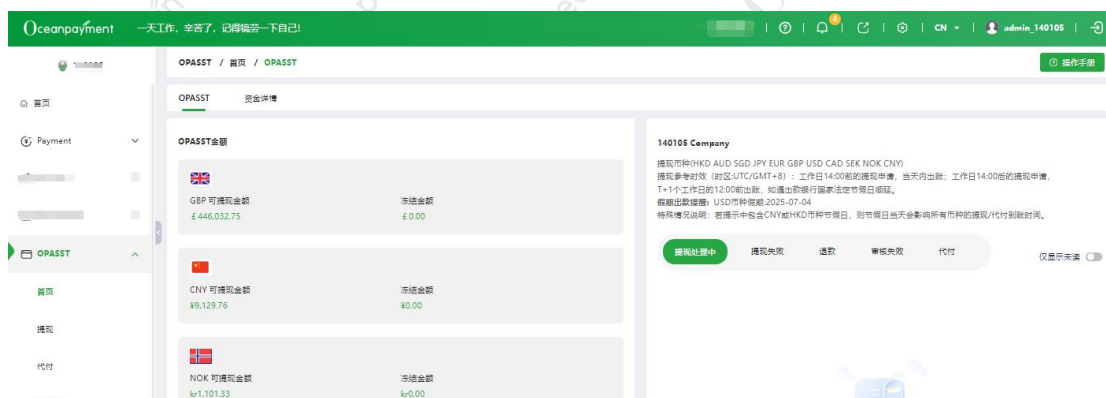 Oceanpayment
一天工作，辛苦了，记得犒劳一下自己!
4
CN
admin_140105
OPASST / 首页 / OPASST
操作手册
首页
Payment
OPASST
首页
提现
代付
OPASST
资金详情
OPASST金额
GBP 可提现金额
冻结金额
£ 446,032.75
£ 0.00
CNY 可提现金额
冻结金额
¥9,129.76
¥0.00
NOK 可提现金额
冻结金额
kr1,101.33
kr0.00
140105 Company
提现币种(HKD AUD SGD JPY EUR GBP USD CAD SEK NOK CNY)
提现参考时效（时区:UTC/GMT+8）：工作日14:00前的提现申请，当天内出账；工作日14:00后的提现申请，
T+1个工作日的12:00前出账，如遇出款银行国家法定节假日顺延。
假期出款提醒：USD币种假期:2025-07-04
特殊情况说明：若提示中包含CNY或HKD币种节假日，则节假日当天会影响所有币种的提现/代付到账时间。
提现处理中
提现失败
退款
审核失败
代付
仅显示未读